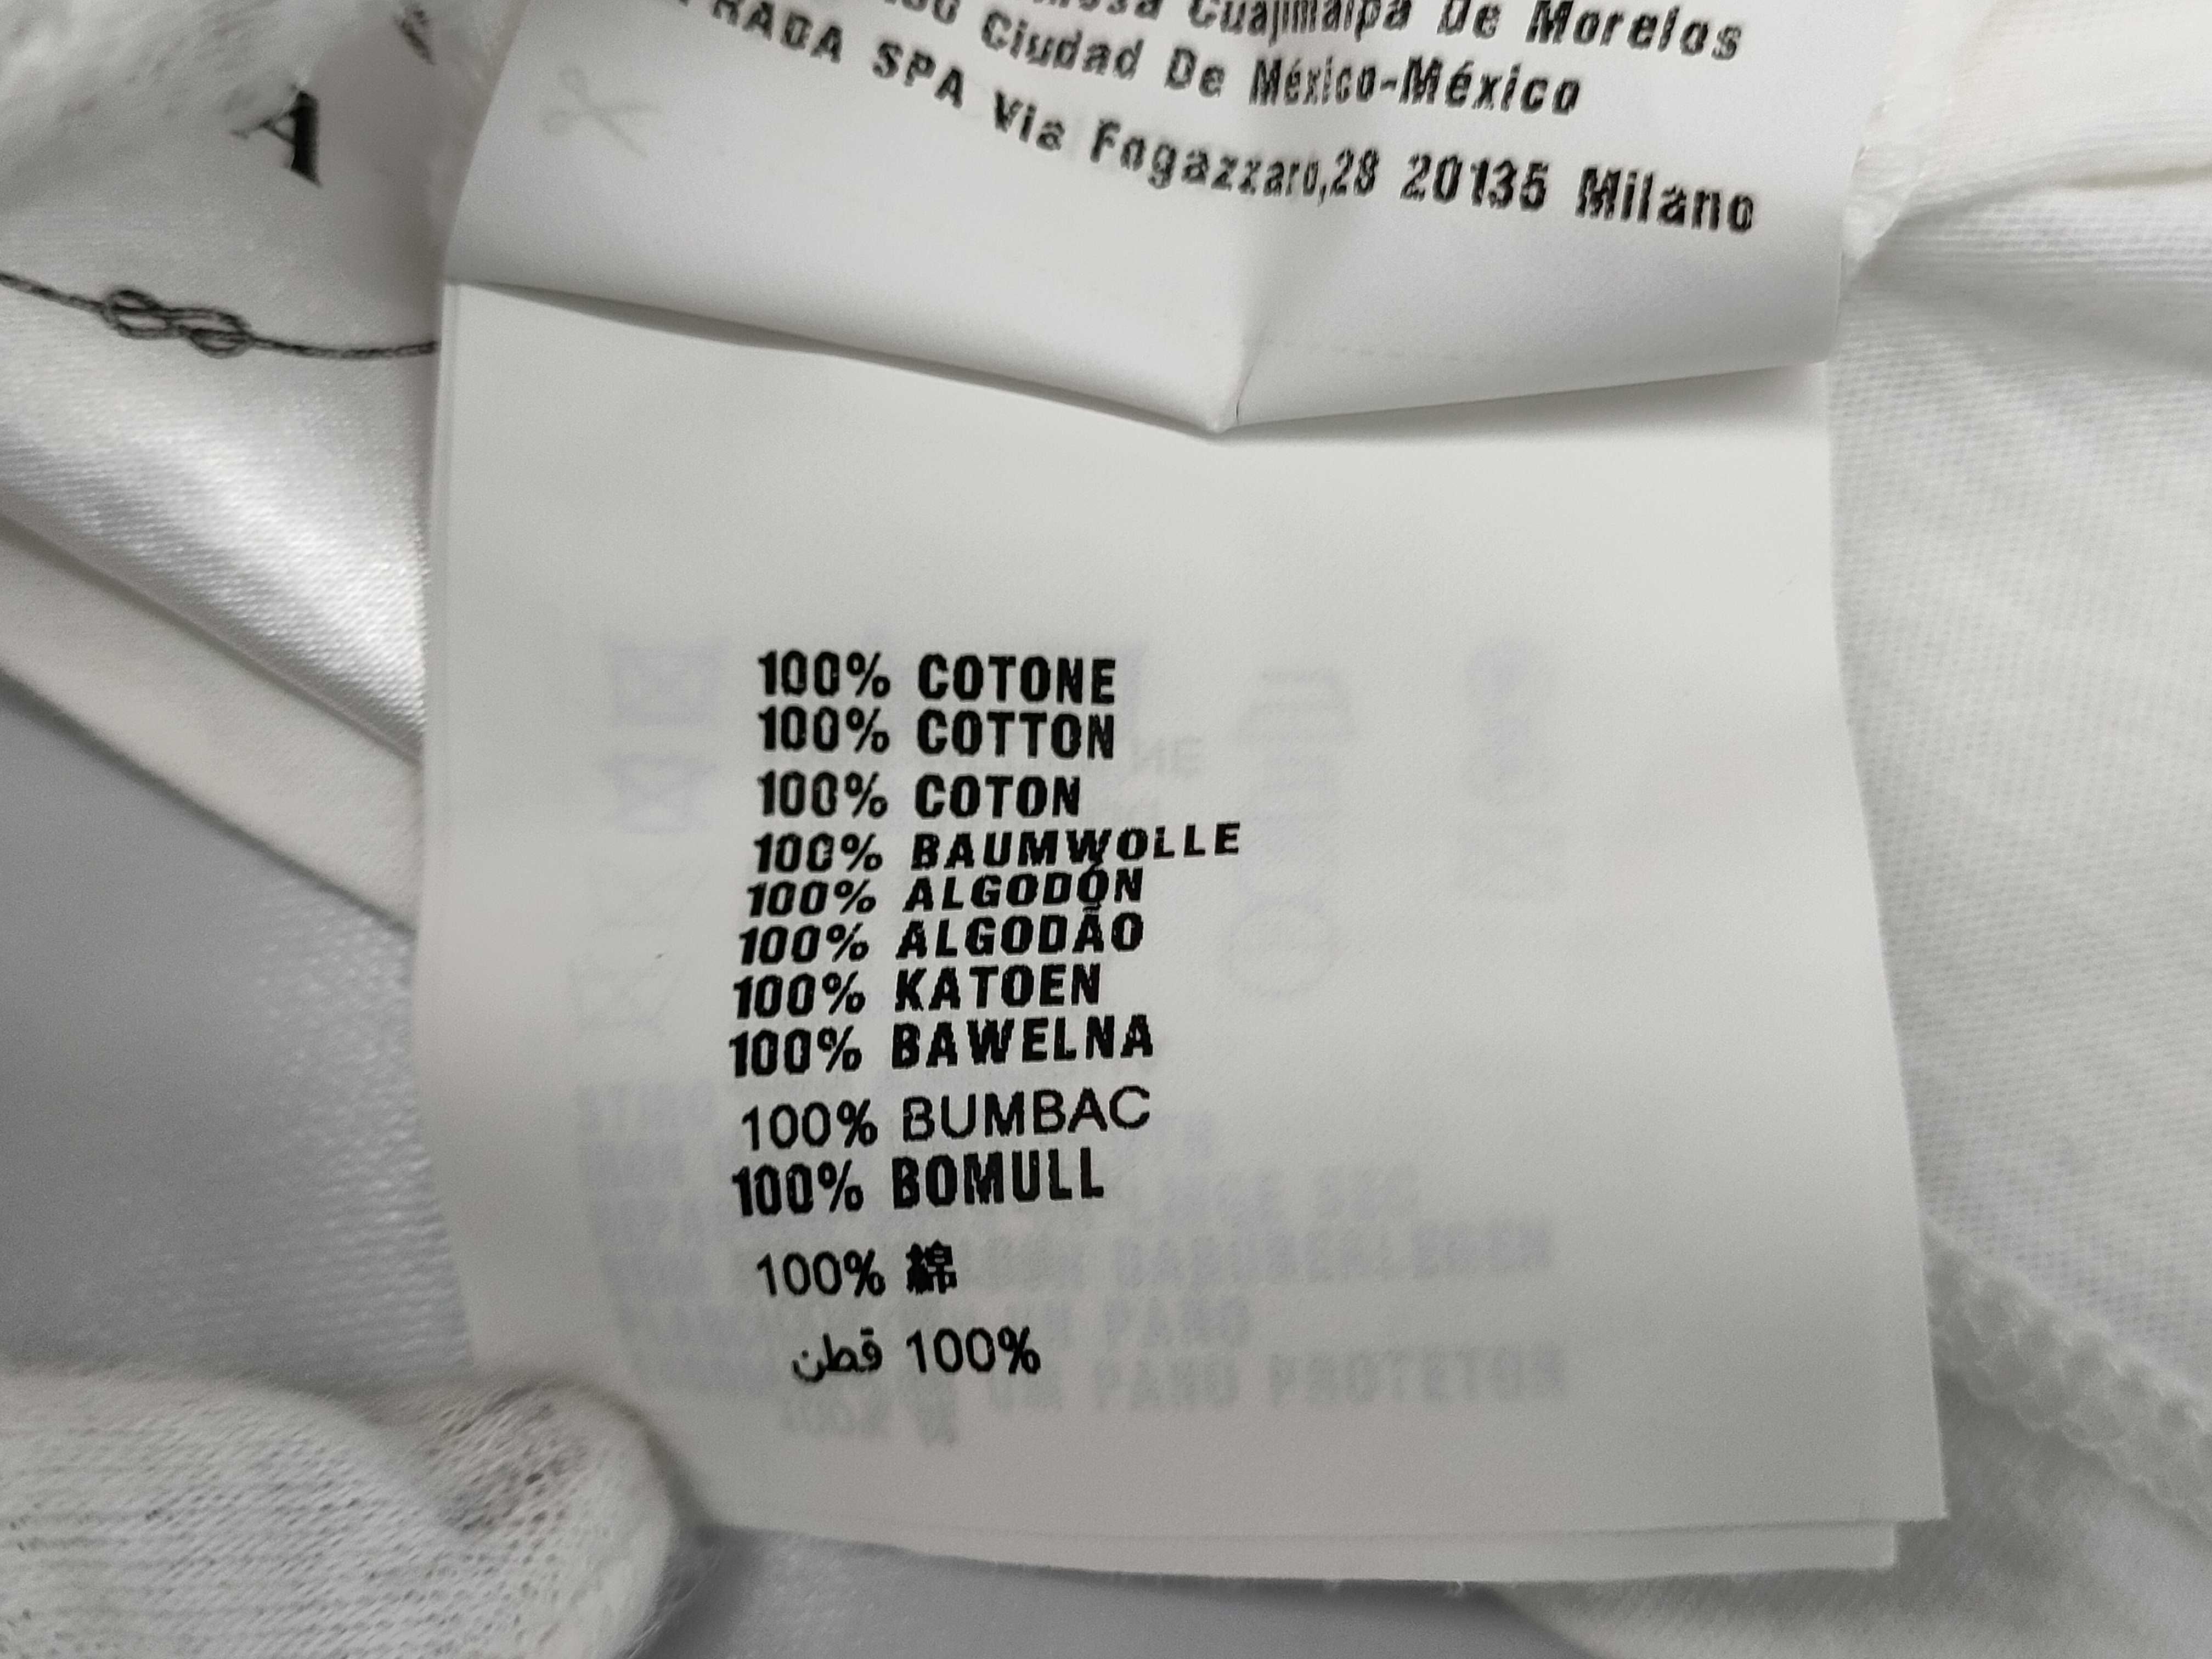 A
Cuajimalpa De Morelos
Ciudad De México-México
PRADA SPA Via Fogazzaro,28 20135 Milano
100% COTONE
100% COTTON
100% COTON
100% BAUMWOLLE
100% ALGODÓN
100% ALGODÃO
100% KATOEN
100% BAWELNA
100% BUMBAC
100% BOMULL
100% 綿
100% قطن